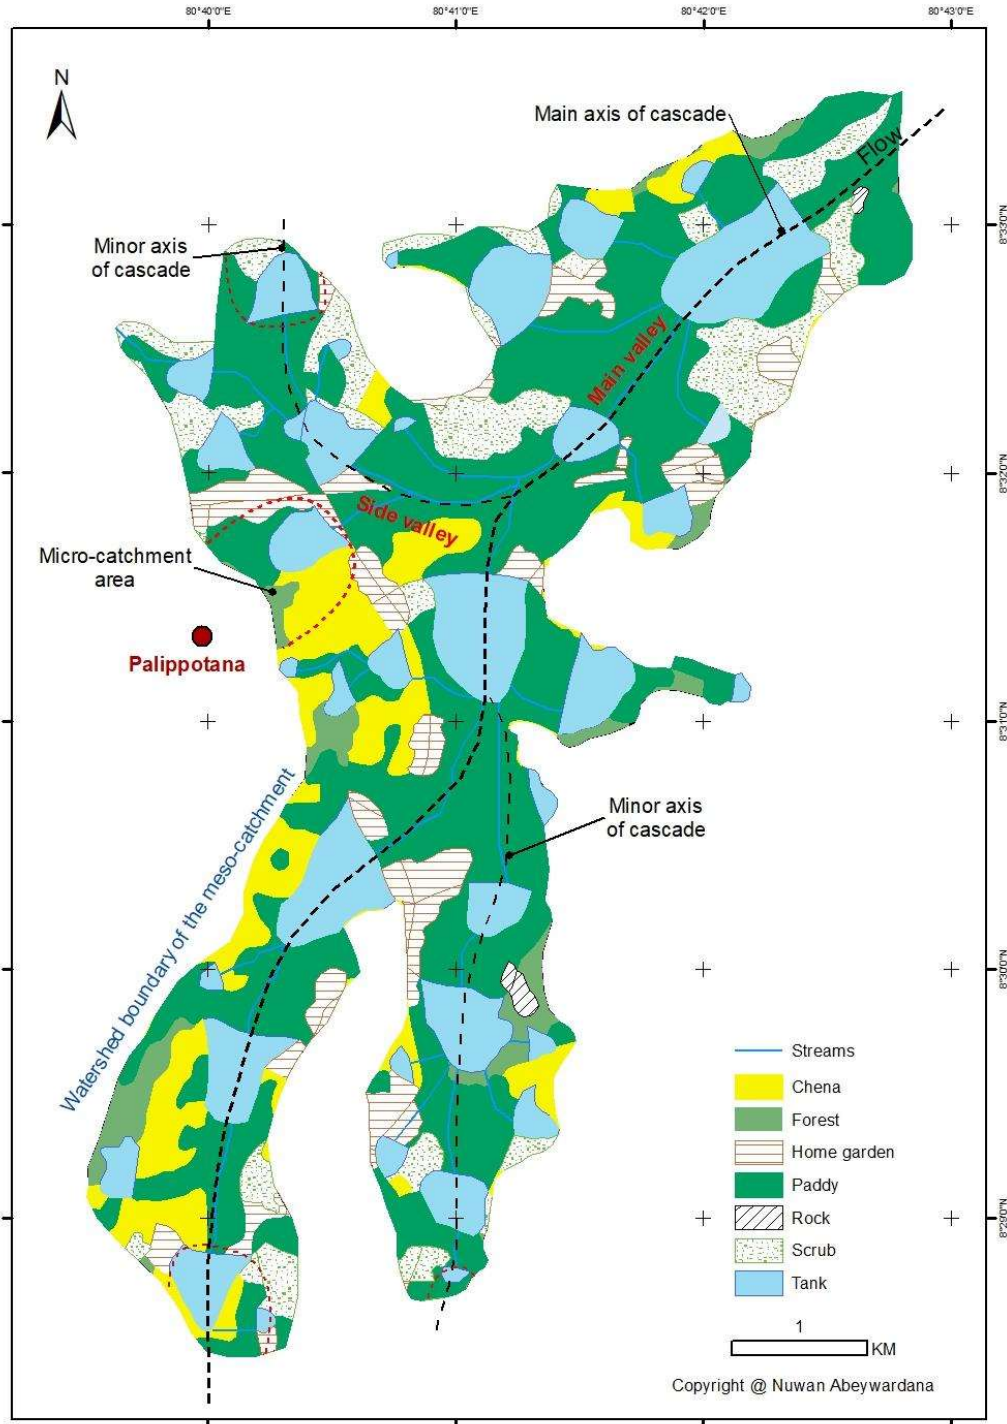 80°40'0"E
80°41'0"E
80°42'0"E
80°43'0"E
N
Main axis of cascade
Flow
8°33'0"N
Minor axis
of cascade
Main valley
8°32'0"N
Side valley
Micro-catchment
area
Palippotana
8°31'0"N
Watershed boundary of the meso-catchment
Minor axis
of cascade
8°30'0"N
Streams
Chena
Forest
Home garden
Paddy
Rock
8°29'0"N
Scrub
Tank
1
KM
Copyright @ Nuwan Abeywardana